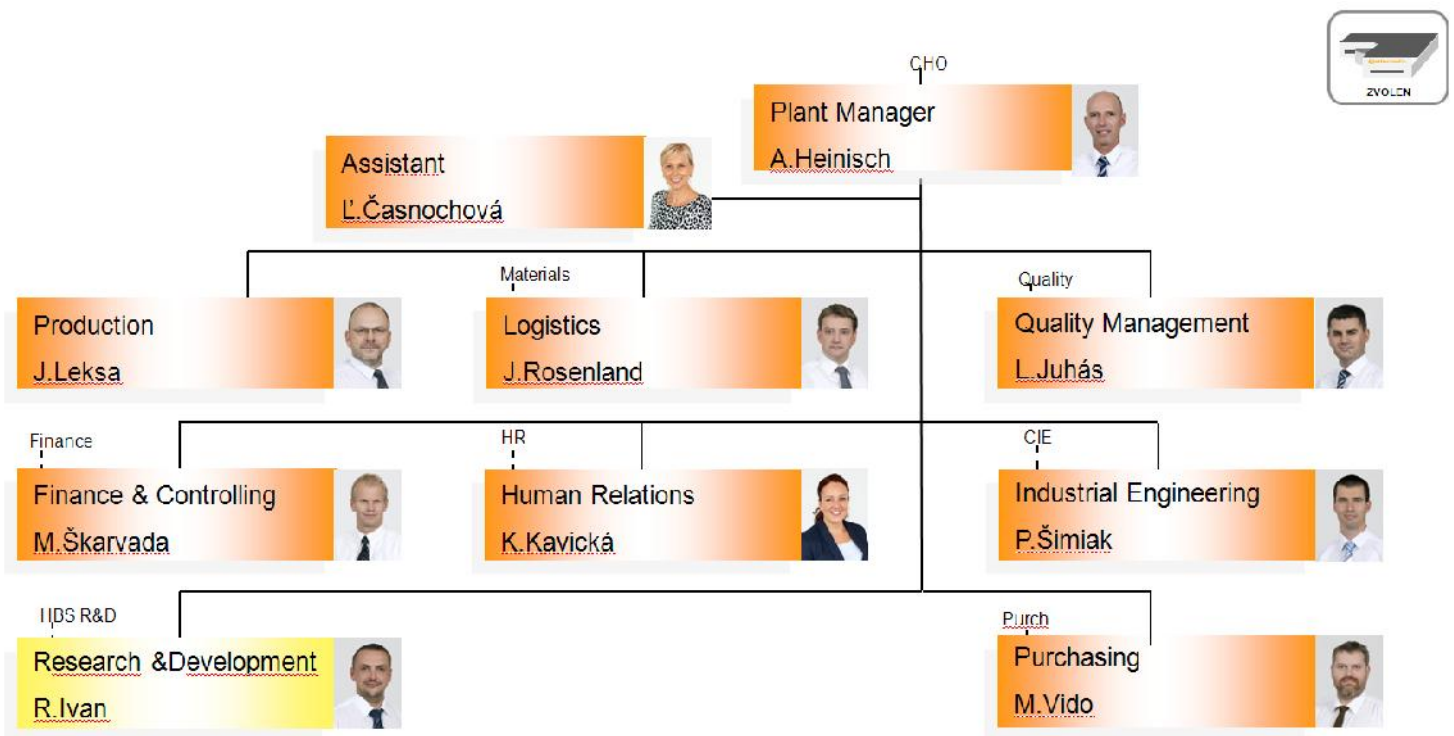 CHO
Plant Manager
A.Heinisch
ZVOLEN
Assistant
Ľ.Časnochová
Production
J.Leksa
Materials
Logistics
J.Rosenland
Quality
Quality Management
L.Juhás
Finance
Finance & Controlling
M.Škarvada
HR
Human Relations
K.Kavická
CIE
Industrial Engineering
P.Šimiak
HBS R&D
Research &Development
R.Ivan
Purch
Purchasing
M.Vido